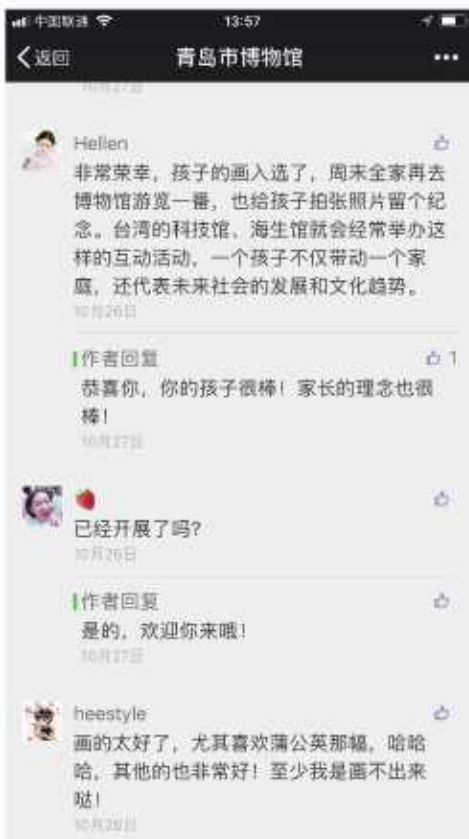 中国联通 13:57
返回 青岛市博物馆
10月27日
Hellen
非常荣幸，孩子的画入选了，周末全家再去
博物馆游览一番，也给孩子拍张照片留个纪
念。台湾的科技馆、海生馆就会经常举办这
样的互动活动，一个孩子不仅带动一个家
庭，还代表未来社会的发展和文化趋势。
10月26日
作者回复 1
恭喜你，你的孩子很棒！家长的理念也很
棒！
10月27日
🍓
已经开展了吗？
10月26日
作者回复
是的，欢迎你来哦！
10月27日
heestyle
画的太好了，尤其喜欢蒲公英那幅，哈哈
哈，其他的也非常好！至少我是画不出来
哒！
10月26日